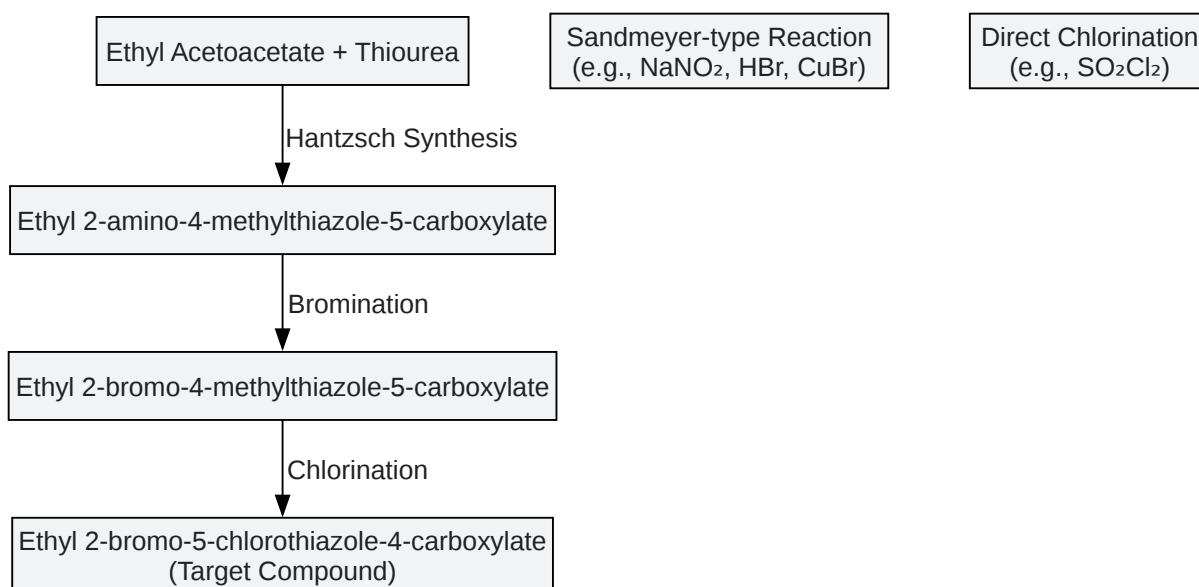 Ethyl Acetoacetate + Thiourea
Sandmeyer-type Reaction
(e.g., NaNO₂, HBr, CuBr)
Direct Chlorination
(e.g., SO₂Cl₂)
Hantzsch Synthesis
Ethyl 2-amino-4-methylthiazole-5-carboxylate
Bromination
Ethyl 2-bromo-4-methylthiazole-5-carboxylate
Chlorination
Ethyl 2-bromo-5-chlorothiazole-4-carboxylate
(Target Compound)